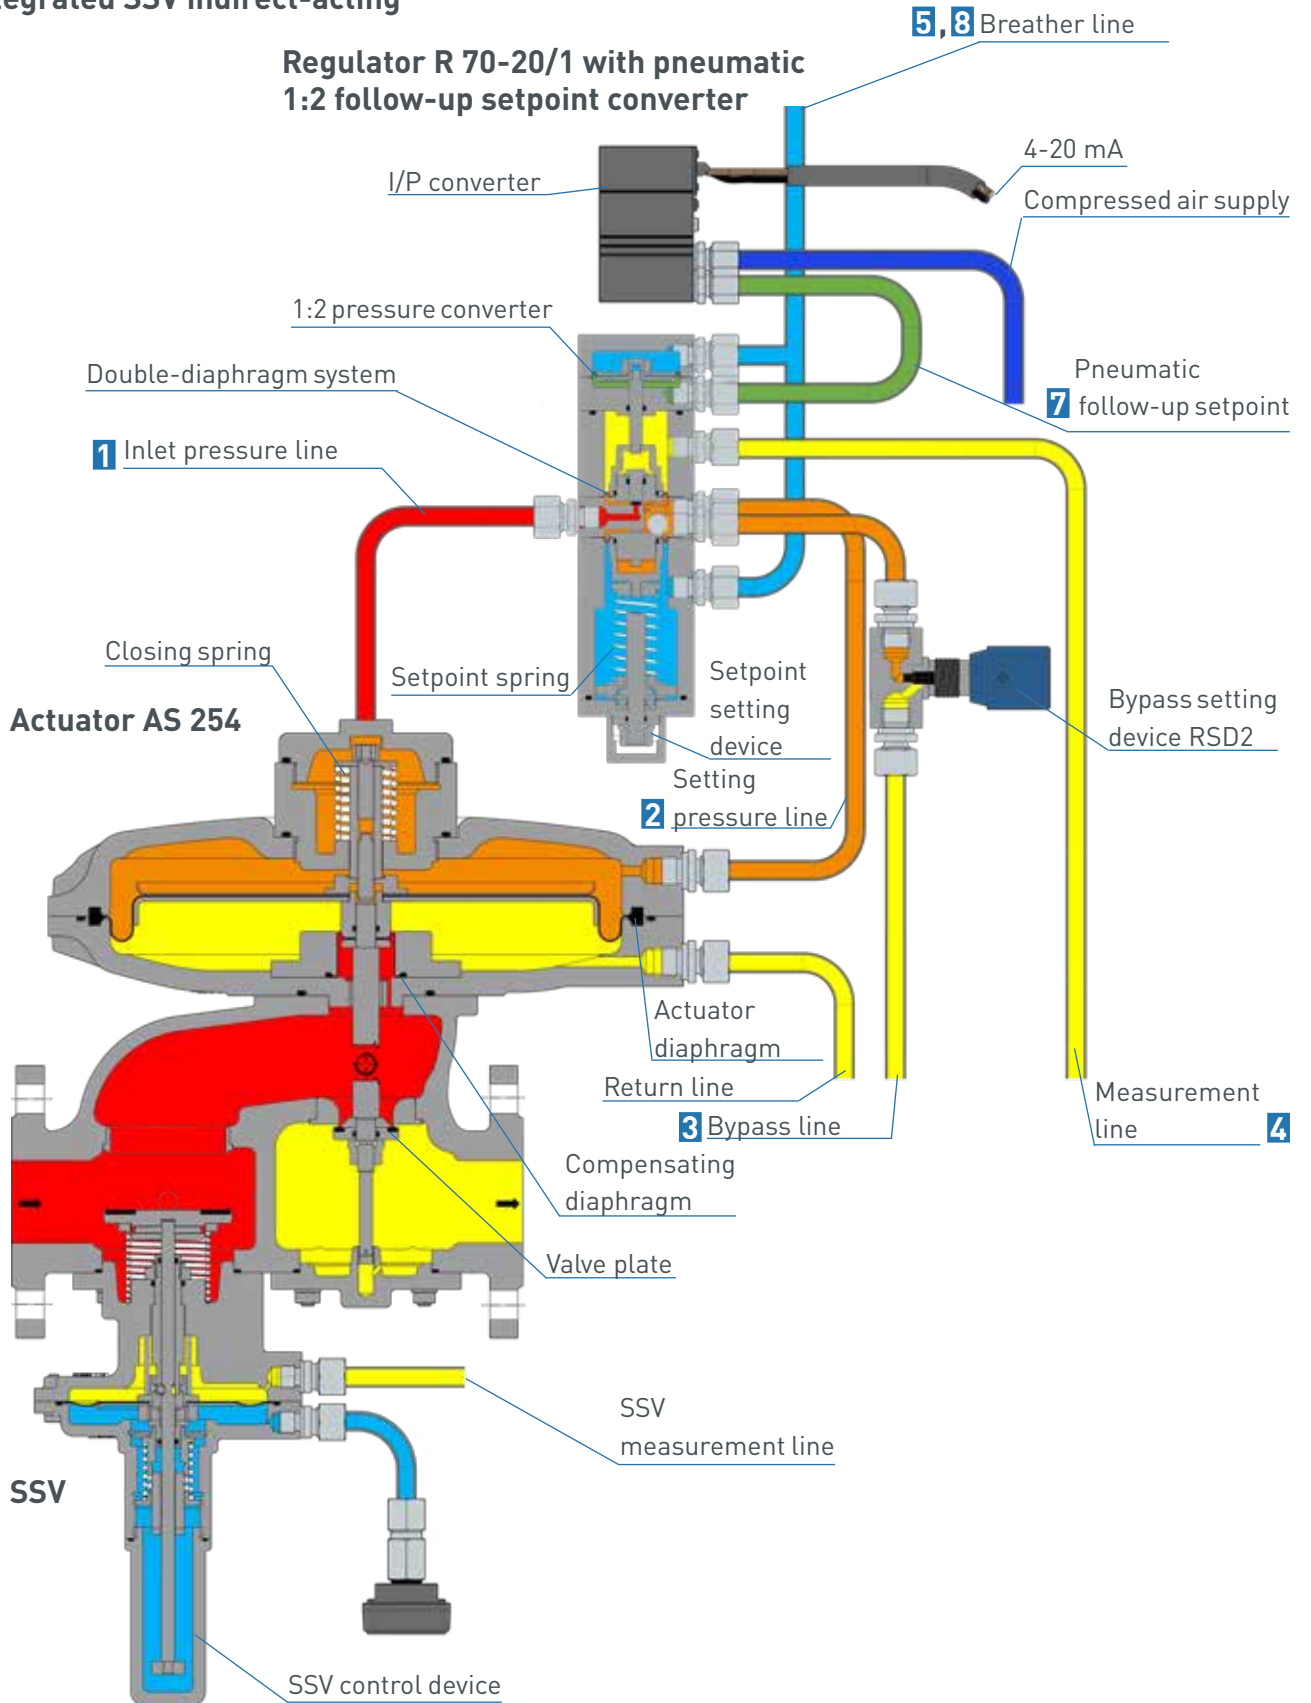 SSV indirect-acting
5, 8 Breather line
Regulator R 70-20/1 with pneumatic
1:2 follow-up setpoint converter
4-20 mA
I/P converter
Compressed air supply
1:2 pressure converter
Double-diaphragm system
Pneumatic
7 follow-up setpoint
1 Inlet pressure line
Closing spring
Setpoint spring
Setpoint
setting
device
Actuator AS 254
Bypass setting
device RSD2
Setting
2 pressure line
Actuator
diaphragm
Return line
3 Bypass line
Measurement
line 4
Compensating
diaphragm
Valve plate
SSV
measurement line
SSV
SSV control device